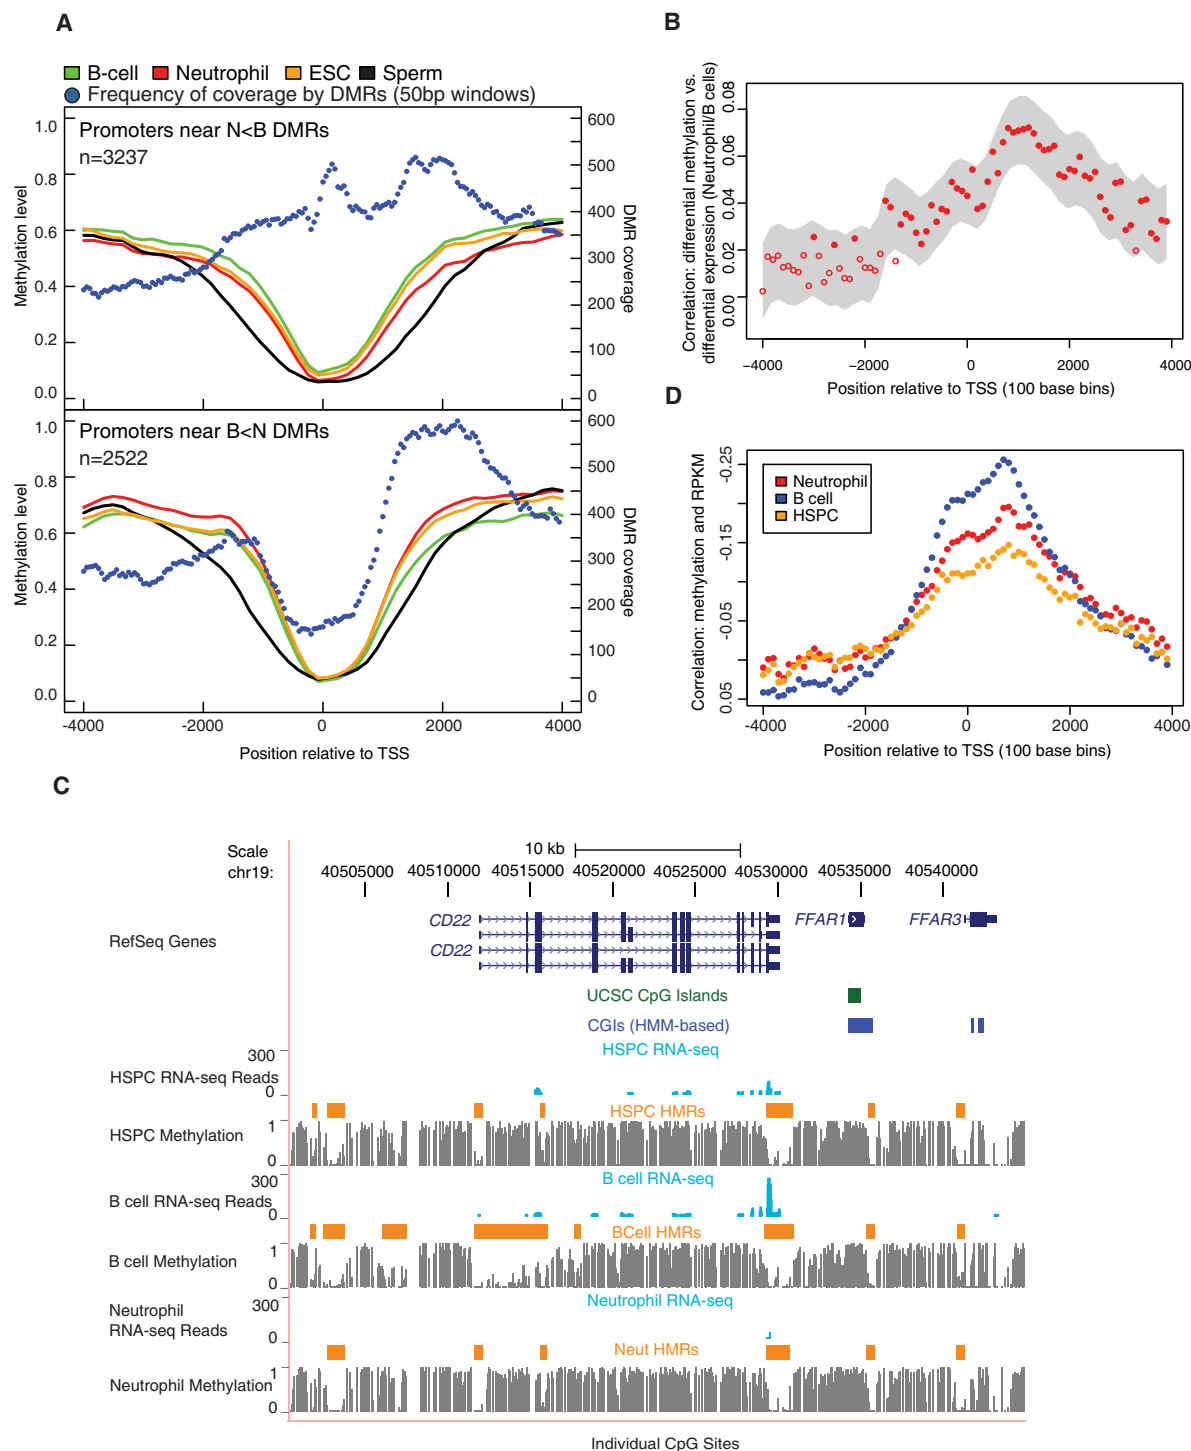 A
B-cell Neutrophil ESC Sperm
Frequency of coverage by DMRs (50bp windows)
Promoters near N<B DMRs
n=3237
Methylation level
1.0
0.8
0.6
0.4
0.2
0.0
600
500
400
300
200
100
0
DMR coverage
Promoters near B<N DMRs
n=2522
Methylation level
1.0
0.8
0.6
0.4
0.2
0.0
600
500
400
300
200
100
0
DMR coverage
-4000 -2000 0 2000 4000
Position relative to TSS
B
Correlation: differential methylation vs.
differential expression (Neutrophil/B cells)
0.08
0.06
0.04
0.02
0.00
−4000 −2000 0 2000 4000
Position relative to TSS (100 base bins)
D
Correlation: methylation and RPKM
-0.25
-0.15
-0.05
0.05
Neutrophil
B cell
HSPC
-4000 -2000 0 2000 4000
Position relative to TSS (100 base bins)
C
Scale
10 kb
chr19:
40505000 40510000 40515000 40520000 40525000 40530000 40535000 40540000
RefSeq Genes
CD22
CD22
FFAR1
FFAR3
UCSC CpG Islands
CGIs (HMM-based)
HSPC RNA-seq
300
HSPC RNA-seq Reads
0
HSPC HMRs
1
HSPC Methylation
0
B cell RNA-seq
300
B cell RNA-seq Reads
0
BCell HMRs
1
B cell Methylation
0
Neutrophil RNA-seq
300
Neutrophil
RNA-seq Reads
0
Neut HMRs
1
Neutrophil Methylation
0
Individual CpG Sites